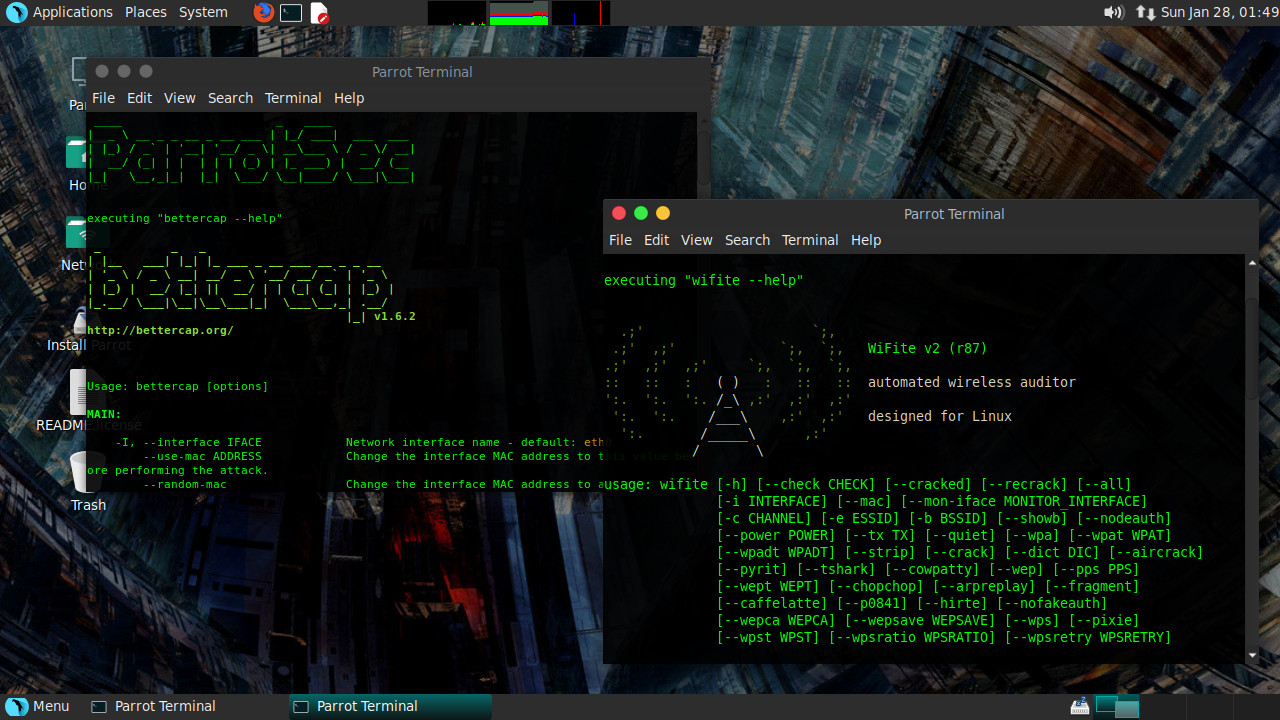 Applications Places System
Sun Jan 28, 01:49
Parrot Terminal
File Edit View Search Terminal Help
ParrotSec
executing "bettercap --help"
bettercap
v1.6.2
http://bettercap.org/
Usage: bettercap [options]
MAIN:
-I, --interface IFACE Network interface name - default: eth
--use-mac ADDRESS Change the interface MAC address to this value be
ore performing the attack.
--random-mac Change the interface MAC address to a
Install Parrot
README license
Trash
Parrot Terminal
File Edit View Search Terminal Help
executing "wifite --help"
WiFite v2 (r87)
automated wireless auditor
designed for Linux
usage: wifite [-h] [--check CHECK] [--cracked] [--recrack] [--all]
[-i INTERFACE] [--mac] [--mon-iface MONITOR_INTERFACE]
[-c CHANNEL] [-e ESSID] [-b BSSID] [--showb] [--nodeauth]
[--power POWER] [--tx TX] [--quiet] [--wpa] [--wpat WPAT]
[--wpadt WPADT] [--strip] [--crack] [--dict DIC] [--aircrack]
[--pyrit] [--tshark] [--cowpatty] [--wep] [--pps PPS]
[--wept WEPT] [--chopchop] [--arpreplay] [--fragment]
[--caffelatte] [--p0841] [--hirte] [--nofakeauth]
[--wepca WEPCA] [--wepsave WEPSAVE] [--wps] [--pixie]
[--wpst WPST] [--wpsratio WPSRATIO] [--wpsretry WPSRETRY]
Menu Parrot Terminal Parrot Terminal